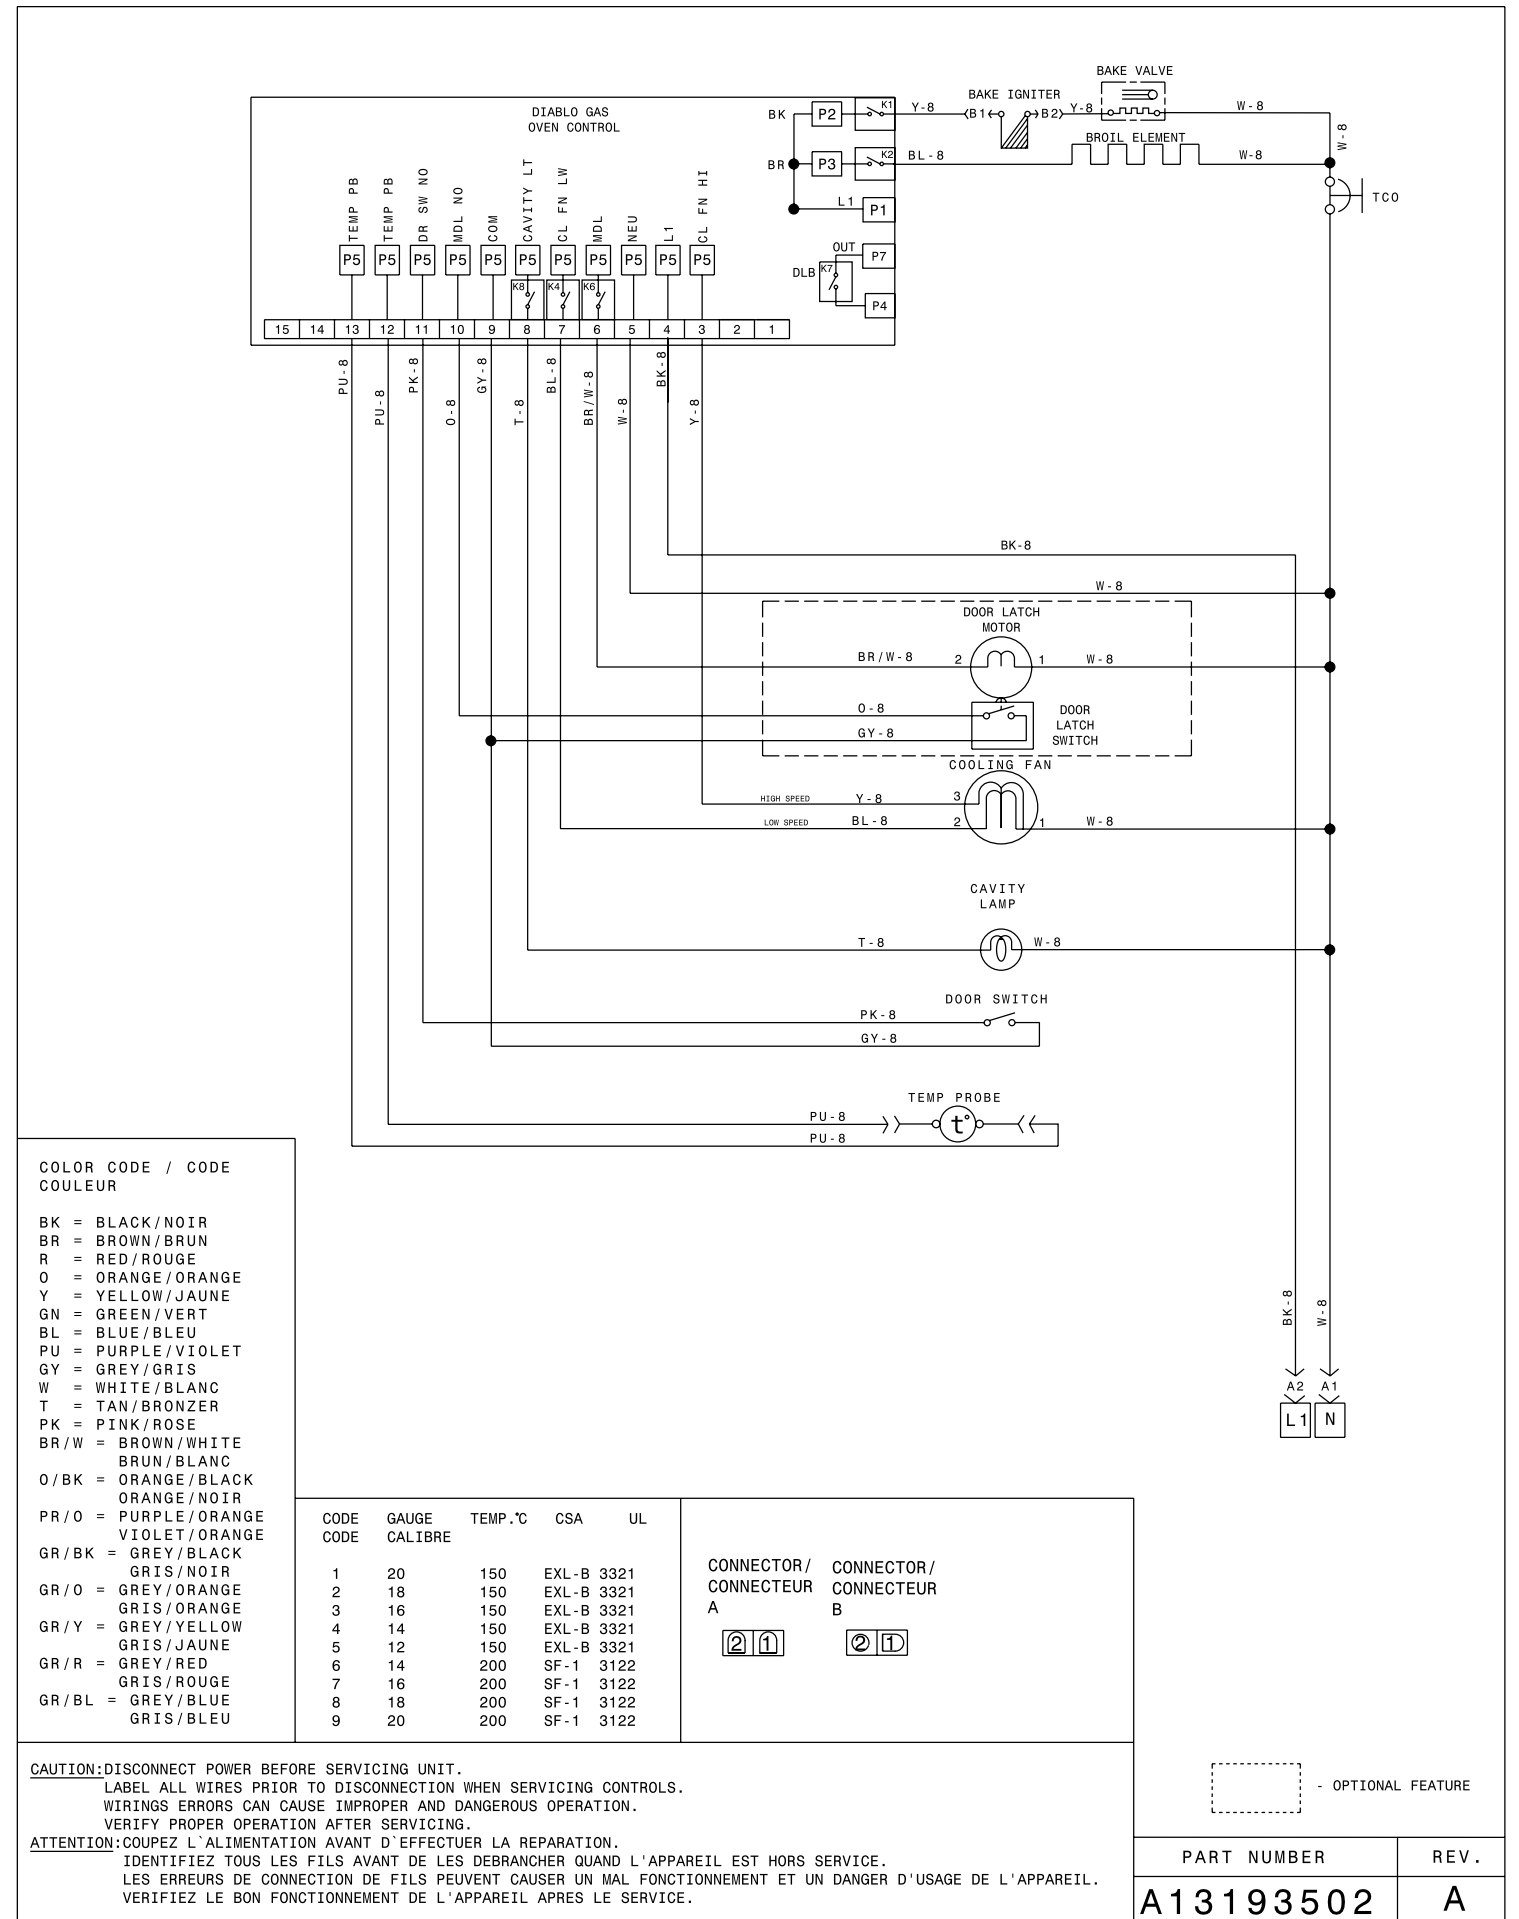 BAKE VALVE
BAKE IGNITER
DIABLO GAS
OVEN CONTROL
BK P2 K1 Y-8 B1 B2 Y-8 W-8
W-8
BROIL ELEMENT
BR P3 K2 BL-8 W-8
TCO
L1 P1
OUT P7
DLB K7
P4
TEMP PB
TEMP PB
DR SW NO
MDL NO
COM
CAVITY LT
CL FN LW
MDL
NEU
L1
CL FN HI
P5 P5 P5 P5 P5 P5 P5 P5 P5 P5 P5
K8 K4 K6
15 14 13 12 11 10 9 8 7 6 5 4 3 2 1
PU-8
PU-8
PK-8
O-8
GY-8
T-8
BL-8
BR/W-8
W-8
BK-8
Y-8
BK-8
W-8
DOOR LATCH
MOTOR
BR/W-8 2 1 W-8
O-8
GY-8
DOOR
LATCH
SWITCH
COOLING FAN
HIGH SPEED Y-8 3
LOW SPEED BL-8 2 1 W-8
CAVITY
LAMP
T-8 W-8
DOOR SWITCH
PK-8
GY-8
TEMP PROBE
PU-8 t°
PU-8
BK-8
W-8
A2 A1
L1 N
COLOR CODE / CODE
COULEUR
BK = BLACK/NOIR
BR = BROWN/BRUN
R = RED/ROUGE
O = ORANGE/ORANGE
Y = YELLOW/JAUNE
GN = GREEN/VERT
BL = BLUE/BLEU
PU = PURPLE/VIOLET
GY = GREY/GRIS
W = WHITE/BLANC
T = TAN/BRONZER
PK = PINK/ROSE
BR/W = BROWN/WHITE
BRUN/BLANC
O/BK = ORANGE/BLACK
ORANGE/NOIR
PR/O = PURPLE/ORANGE
VIOLET/ORANGE
GR/BK = GREY/BLACK
GRIS/NOIR
GR/O = GREY/ORANGE
GRIS/ORANGE
GR/Y = GREY/YELLOW
GRIS/JAUNE
GR/R = GREY/RED
GRIS/ROUGE
GR/BL = GREY/BLUE
GRIS/BLEU
CODE GAUGE TEMP.°C CSA UL
CODE CALIBRE
1 20 150 EXL-B 3321
2 18 150 EXL-B 3321
3 16 150 EXL-B 3321
4 14 150 EXL-B 3321
5 12 150 EXL-B 3321
6 14 200 SF-1 3122
7 16 200 SF-1 3122
8 18 200 SF-1 3122
9 20 200 SF-1 3122
CONNECTOR/
CONNECTEUR
A
2 1
CONNECTOR/
CONNECTEUR
B
2 1
CAUTION:DISCONNECT POWER BEFORE SERVICING UNIT.
LABEL ALL WIRES PRIOR TO DISCONNECTION WHEN SERVICING CONTROLS.
WIRINGS ERRORS CAN CAUSE IMPROPER AND DANGEROUS OPERATION.
VERIFY PROPER OPERATION AFTER SERVICING.
ATTENTION:COUPEZ L`ALIMENTATION AVANT D`EFFECTUER LA REPARATION.
IDENTIFIEZ TOUS LES FILS AVANT DE LES DEBRANCHER QUAND L'APPAREIL EST HORS SERVICE.
LES ERREURS DE CONNECTION DE FILS PEUVENT CAUSER UN MAL FONCTIONNEMENT ET UN DANGER D'USAGE DE L'APPAREIL.
VERIFIEZ LE BON FONCTIONNEMENT DE L'APPAREIL APRES LE SERVICE.
- OPTIONAL FEATURE
PART NUMBER REV.
A13193502 A